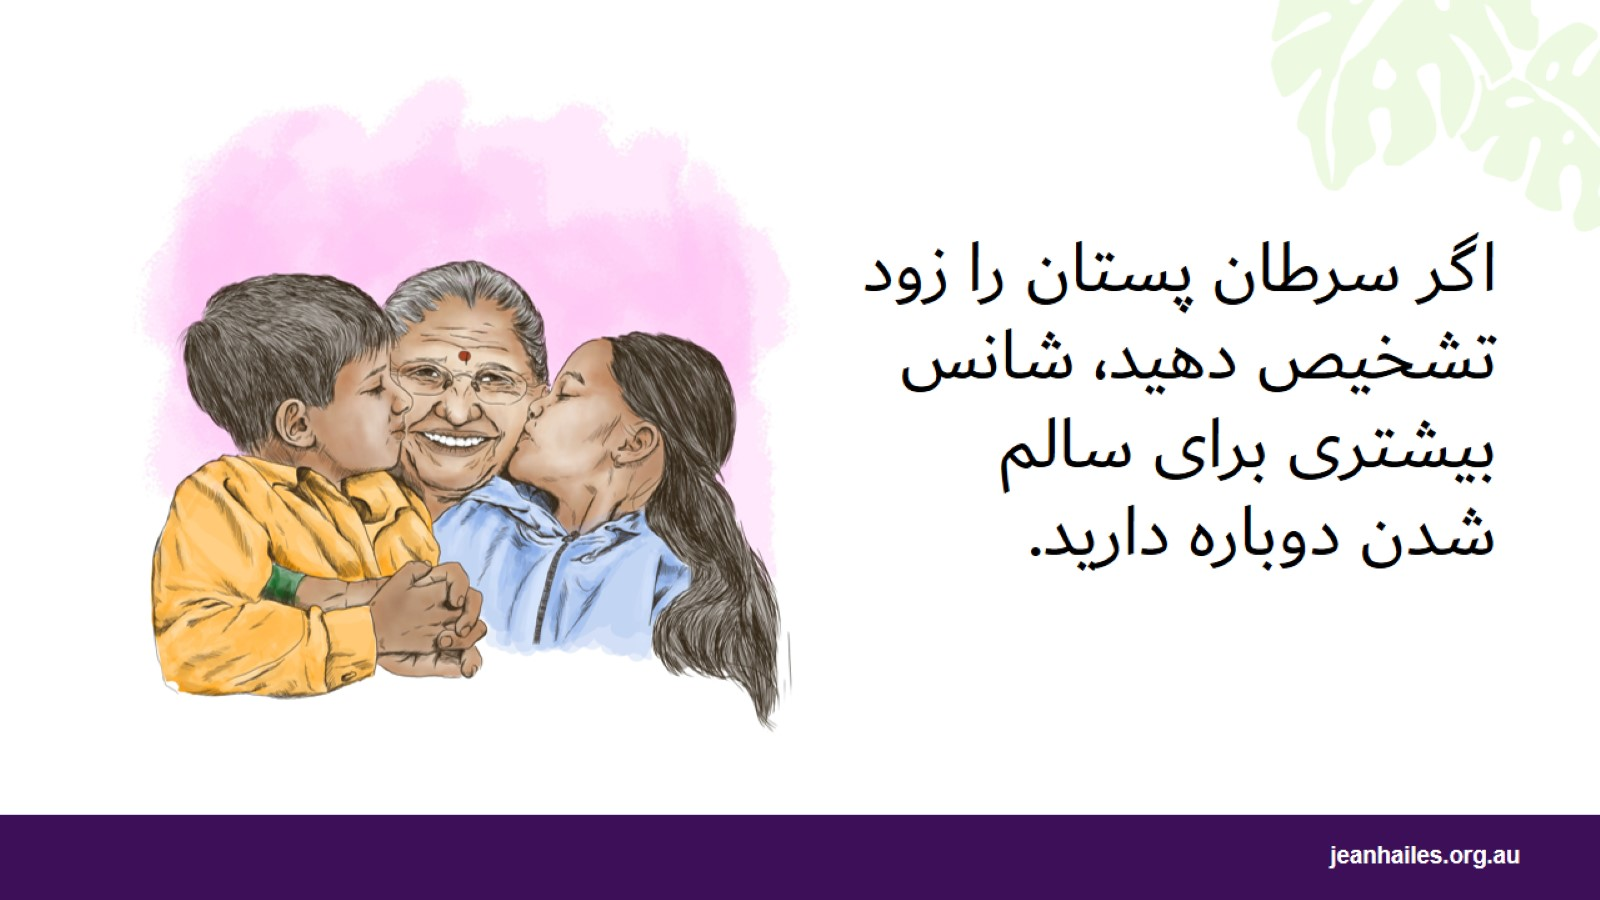 اگر سرطان پستان را زود
تشخیص دهید، شانس
بیشتری برای سالم
شدن دوباره دارید.
jeanhailes.org.au